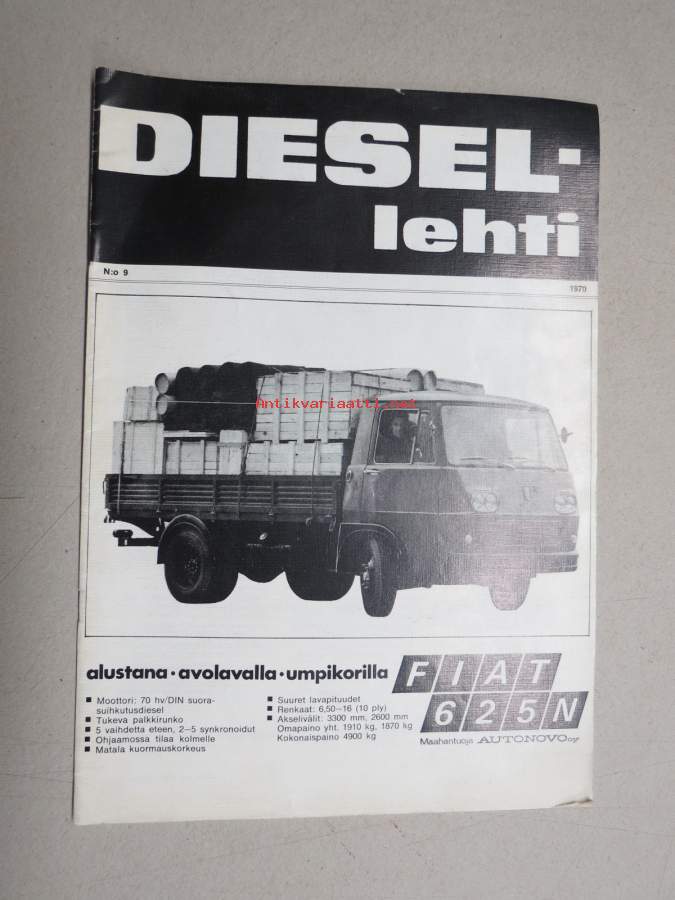 DIESEL-
lehti
N:o 9
1970
Antikvariaatti.net
alustana · avolavalla · umpikorilla
FIAT
625N
■ Moottori: 70 hv/DIN suora-
suihkutusdiesel
■ Tukeva palkkirunko
■ 5 vaihdetta eteen, 2—5 synkronoidut
■ Ohjaamossa tilaa kolmelle
■ Matala kuormauskorkeus
■ Suuret lavapituudet
■ Renkaat: 6,50—16 (10 ply)
■ Akselivälit: 3300 mm, 2600 mm
Omapaino yht. 1910 kg, 1870 kg
Kokonaispaino 4900 kg
Maahantuoja AUTONOVO oy